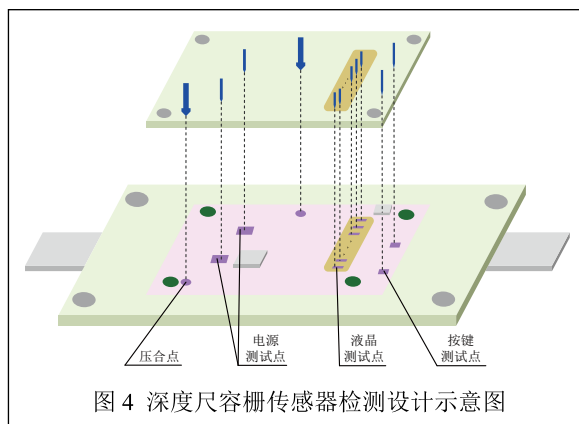 压合点
电源
测试点
液晶
测试点
按键
测试点
图 4 深度尺容栅传感器检测设计示意图